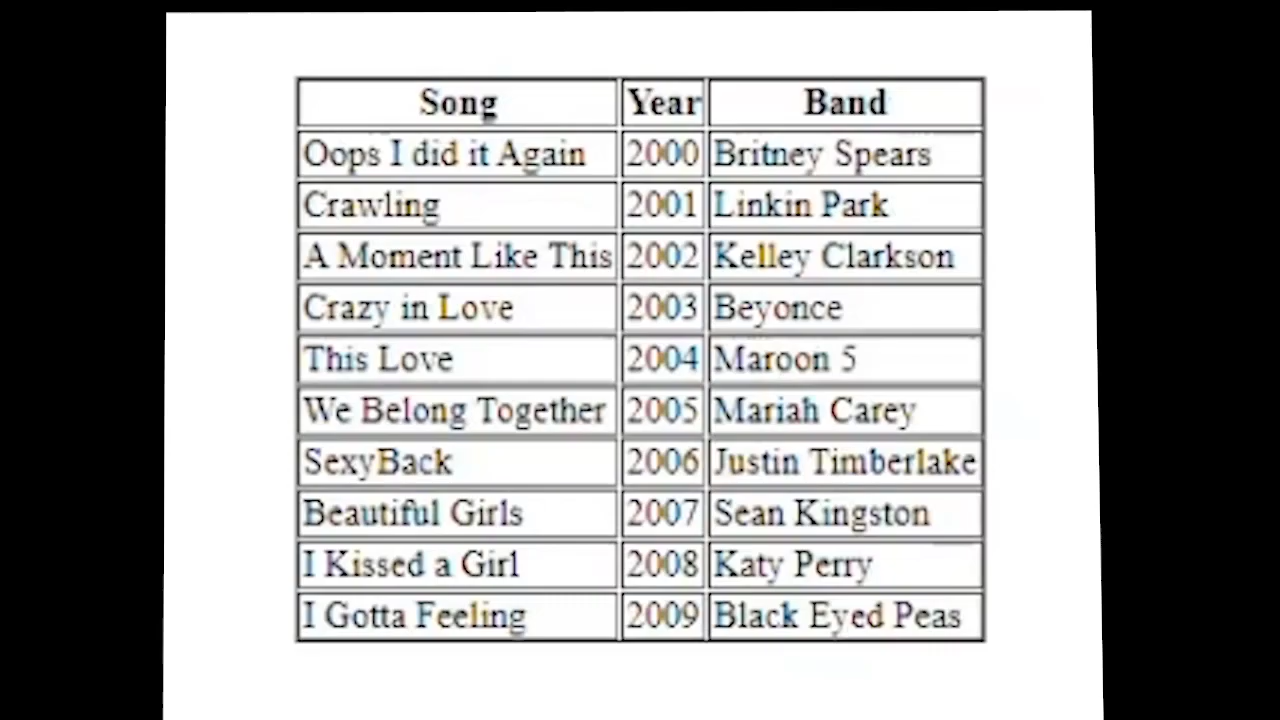 Song Year Band
Oops I did it Again 2000 Britney Spears
Crawling 2001 Linkin Park
A Moment Like This 2002 Kelley Clarkson
Crazy in Love 2003 Beyonce
This Love 2004 Maroon 5
We Belong Together 2005 Mariah Carey
SexyBack 2006 Justin Timberlake
Beautiful Girls 2007 Sean Kingston
I Kissed a Girl 2008 Katy Perry
I Gotta Feeling 2009 Black Eyed Peas